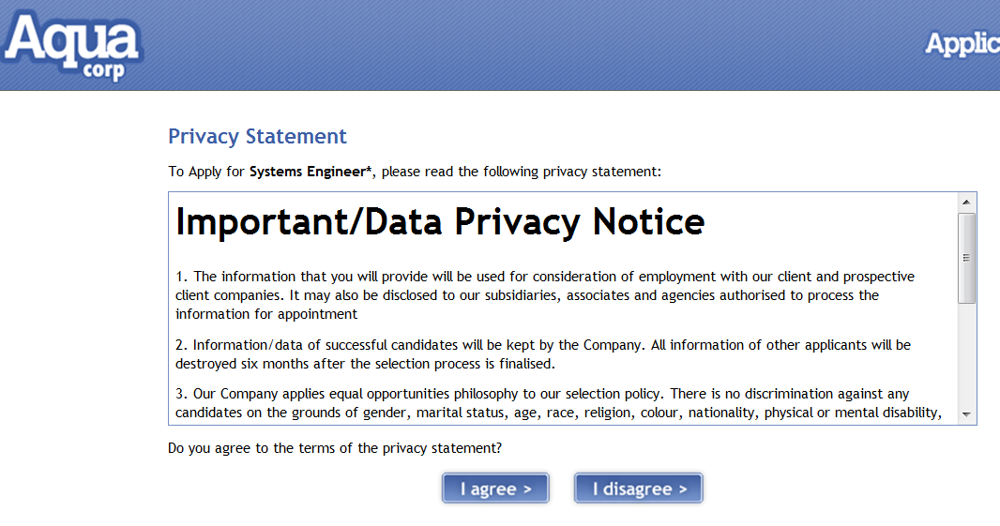 Aqua
corp
Applic
Privacy Statement
To Apply for Systems Engineer*, please read the following privacy statement:
Important/Data Privacy Notice
1. The information that you will provide will be used for consideration of employment with our client and prospective
client companies. It may also be disclosed to our subsidiaries, associates and agencies authorised to process the
information for appointment
2. Information/data of successful candidates will be kept by the Company. All information of other applicants will be
destroyed six months after the selection process is finalised.
3. Our Company applies equal opportunities philosophy to our selection policy. There is no discrimination against any
candidates on the grounds of gender, marital status, age, race, religion, colour, nationality, physical or mental disability,
Do you agree to the terms of the privacy statement?
I agree >
I disagree >